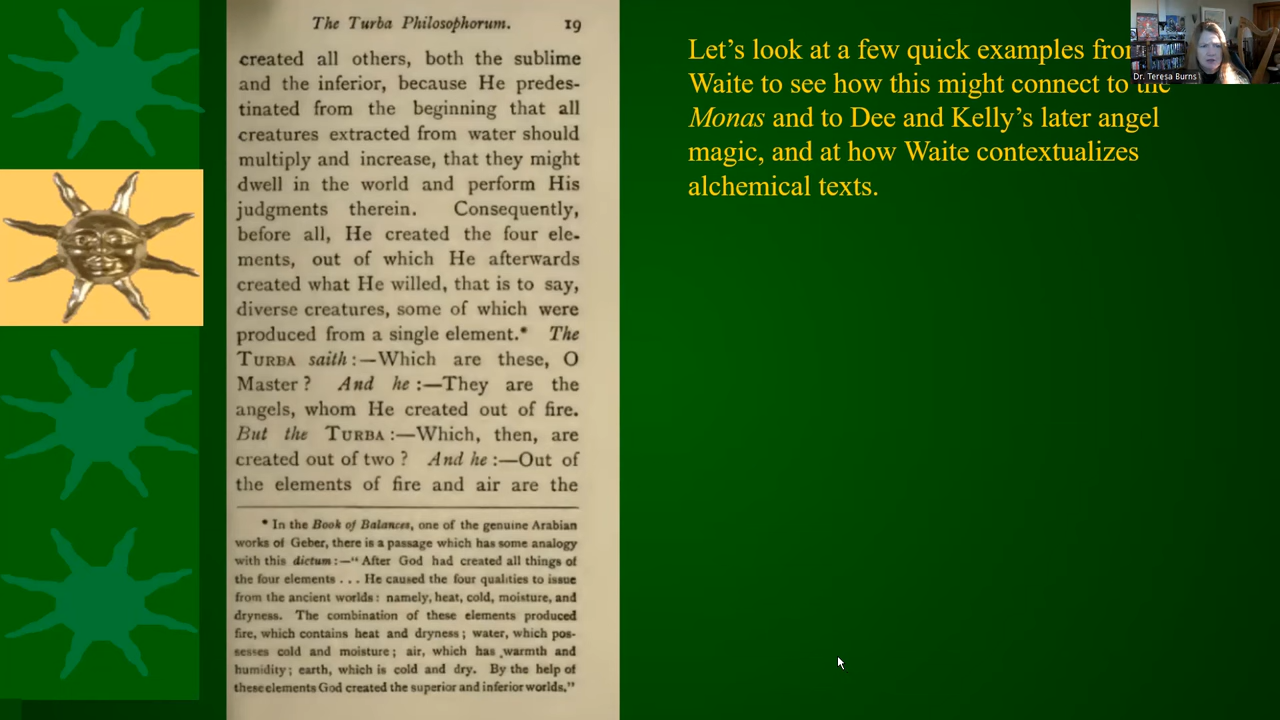 The Turba Philosophorum. 19
created all others, both the sublime
and the inferior, because He predes-
tinated from the beginning that all
creatures extracted from water should
multiply and increase, that they might
dwell in the world and perform His
judgments therein. Consequently,
before all, He created the four ele-
ments, out of which He afterwards
created what He willed, that is to say,
diverse creatures, some of which were
produced from a single element.* The
TURBA saith:—Which are these, O
Master? And he:—They are the
angels, whom He created out of fire.
But the TURBA:—Which, then, are
created out of two? And he:—Out of
the elements of fire and air are the
* In the Book of Balances, one of the genuine Arabian
works of Geber, there is a passage which has some analogy
with this dictum:—“After God had created all things of
the four elements . . . He caused the four qualities to issue
from the ancient worlds: namely, heat, cold, moisture, and
dryness. The combination of these elements produced
fire, which contains heat and dryness; water, which pos-
sesses cold and moisture; air, which has warmth and
humidity; earth, which is cold and dry. By the help of
these elements God created the superior and inferior worlds.”
Let’s look at a few quick examples
Waite to see how this might connect to the
Monas and to Dee and Kelly’s later angel
magic, and at how Waite contextualizes
alchemical texts.
Dr. Teresa Burns